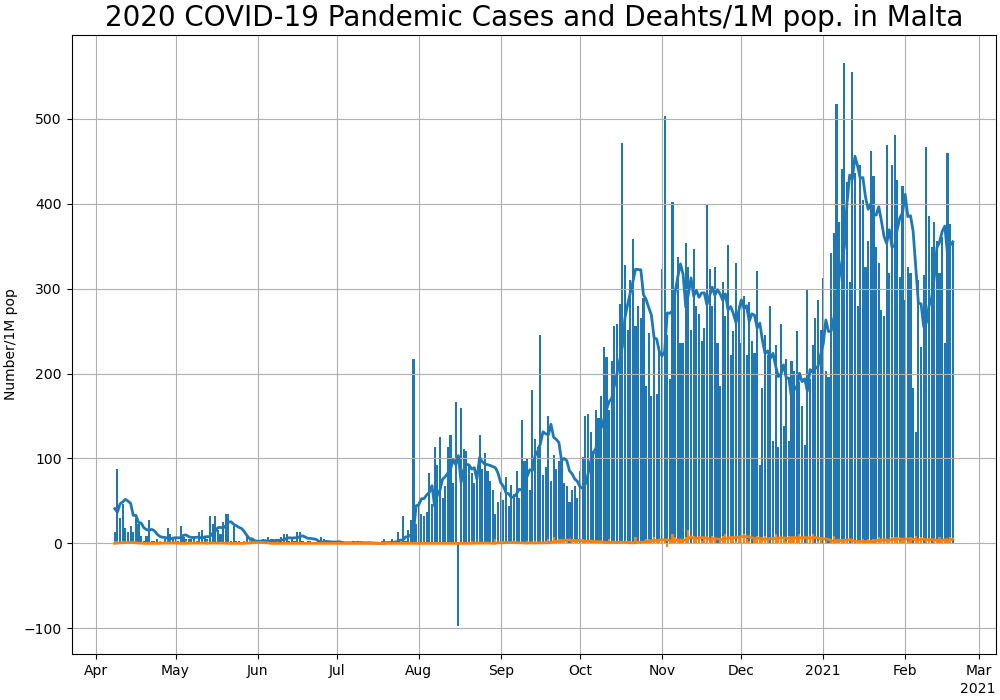 2020 COVID-19 Pandemic Cases and Deahts/1M pop. in Malta
Number/1M pop
500
400
300
200
100
0
−100
Apr May Jun Jul Aug Sep Oct Nov Dec 2021 Feb Mar
2021